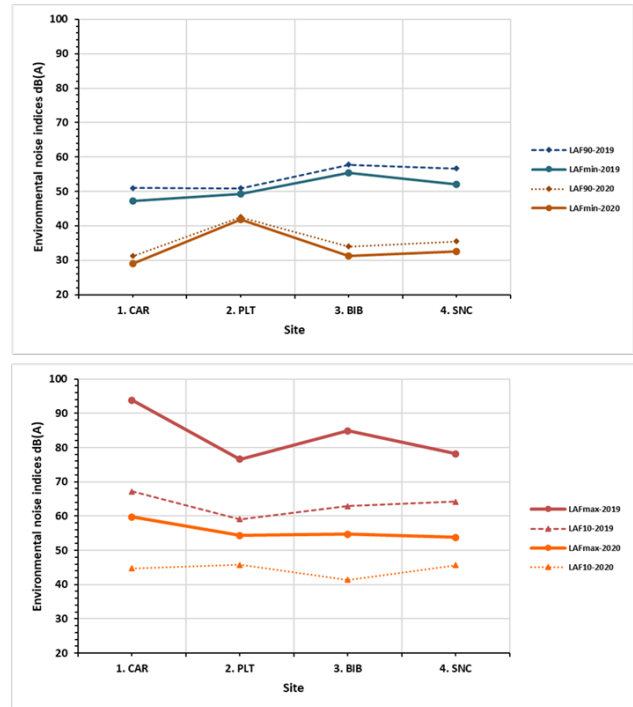 Environmental noise indices dB(A)
100
90
80
70
60
50
40
30
20
1. CAR 2. PLT 3. BIB 4. SNC
Site
LAF90-2019
LAFmin-2019
LAF90-2020
LAFmin-2020
Environmental noise indices dB(A)
100
90
80
70
60
50
40
30
20
1. CAR 2. PLT 3. BIB 4. SNC
Site
LAFmax-2019
LAF10-2019
LAFmax-2020
LAF10-2020